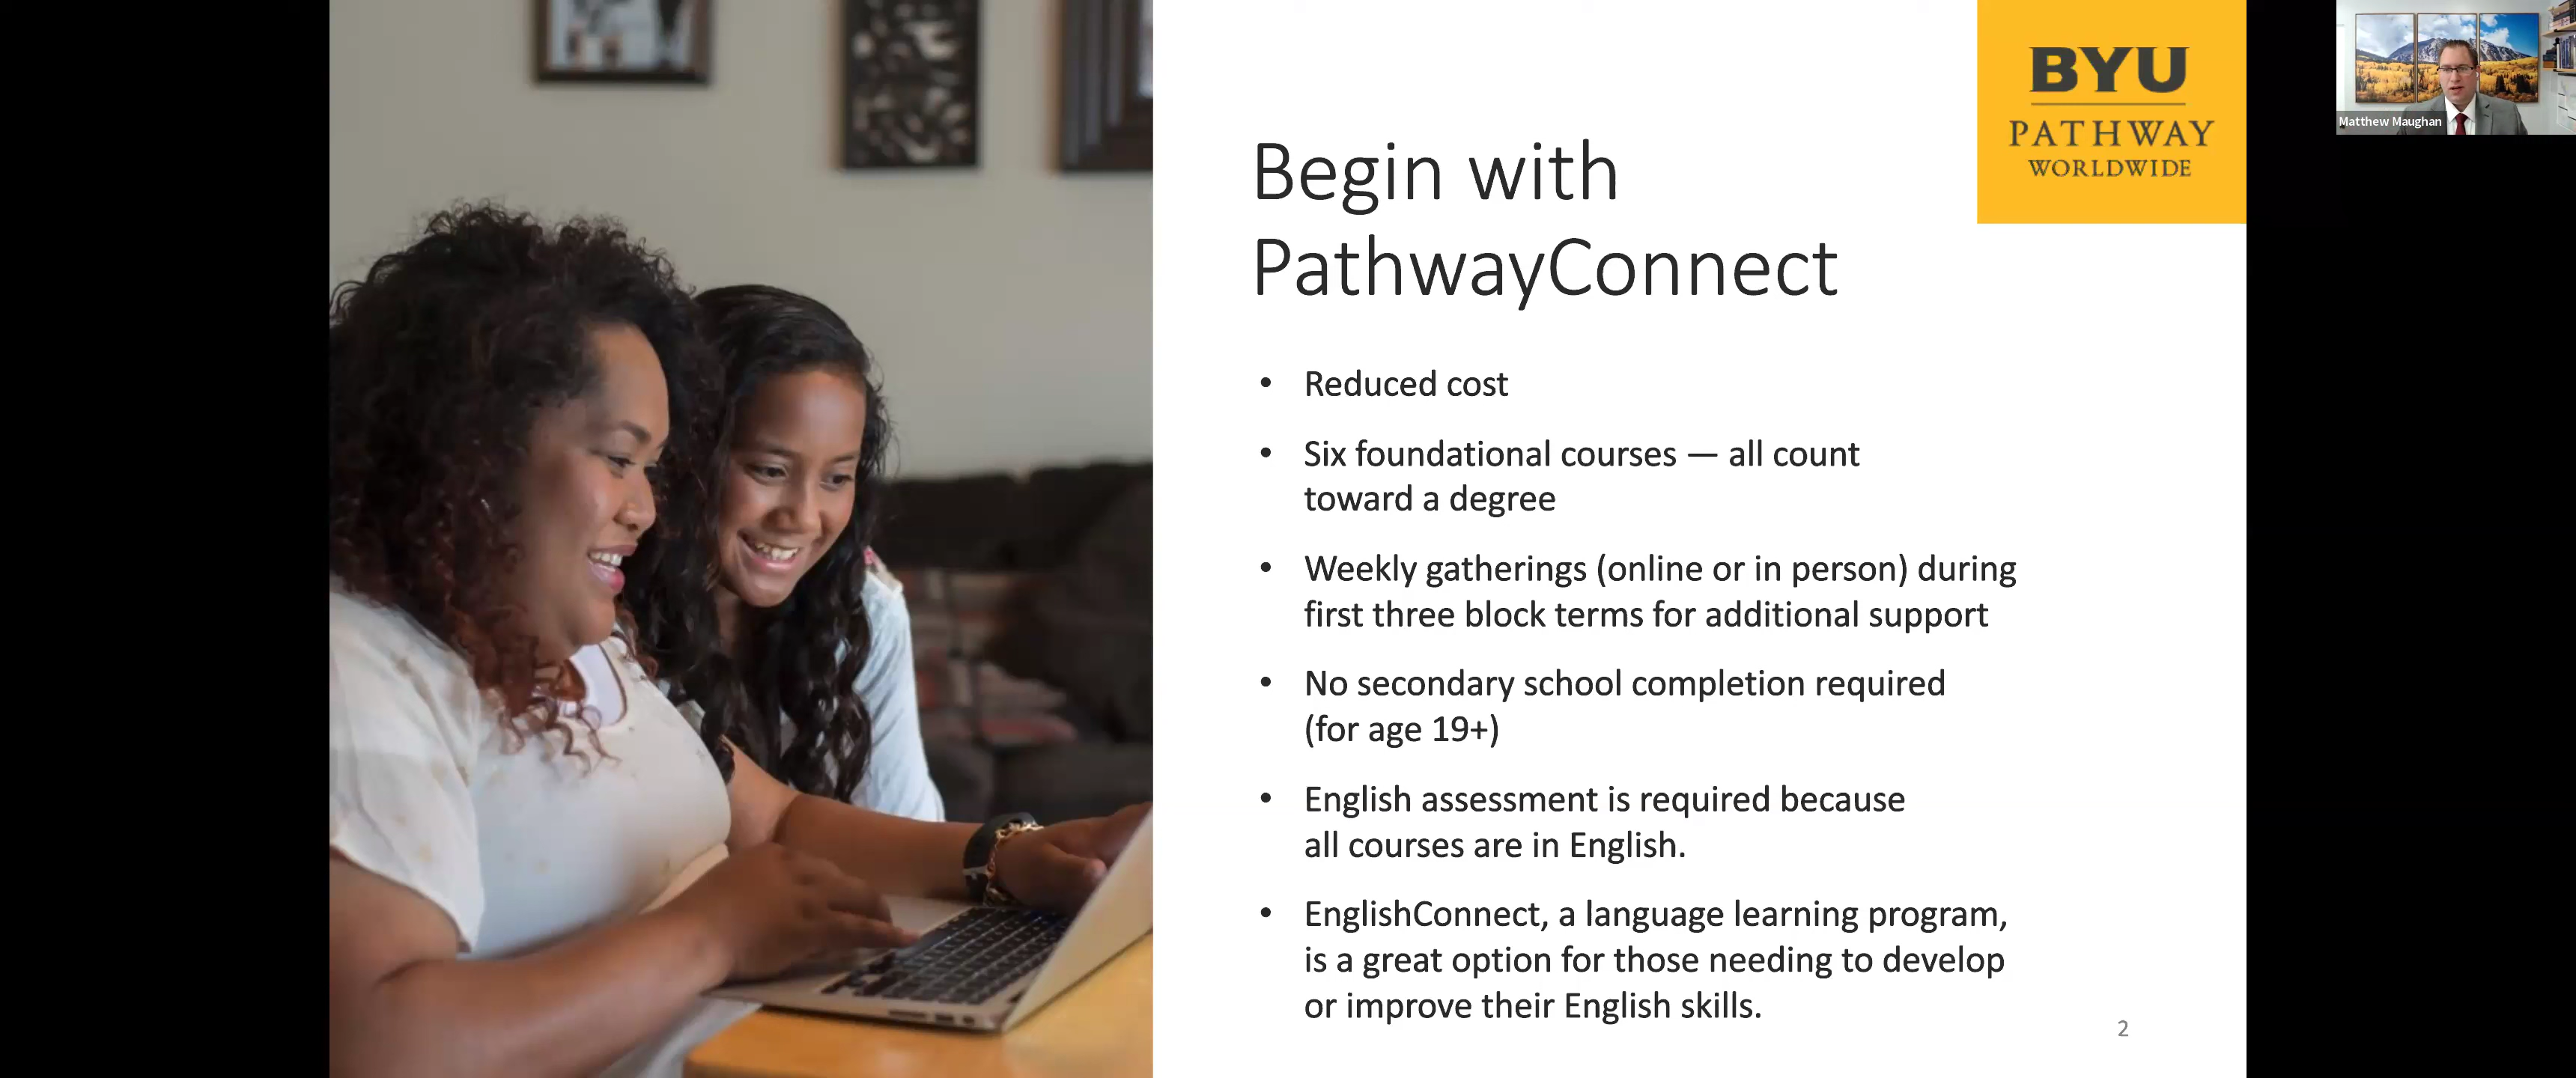 Begin with
PathwayConnect
• Reduced cost
• Six foundational courses — all count
toward a degree
• Weekly gatherings (online or in person) during
first three block terms for additional support
• No secondary school completion required
(for age 19+)
• English assessment is required because
all courses are in English.
• EnglishConnect, a language learning program,
is a great option for those needing to develop
or improve their English skills.
2
BYU
PATHWAY
WORLDWIDE
Matthew Maughan